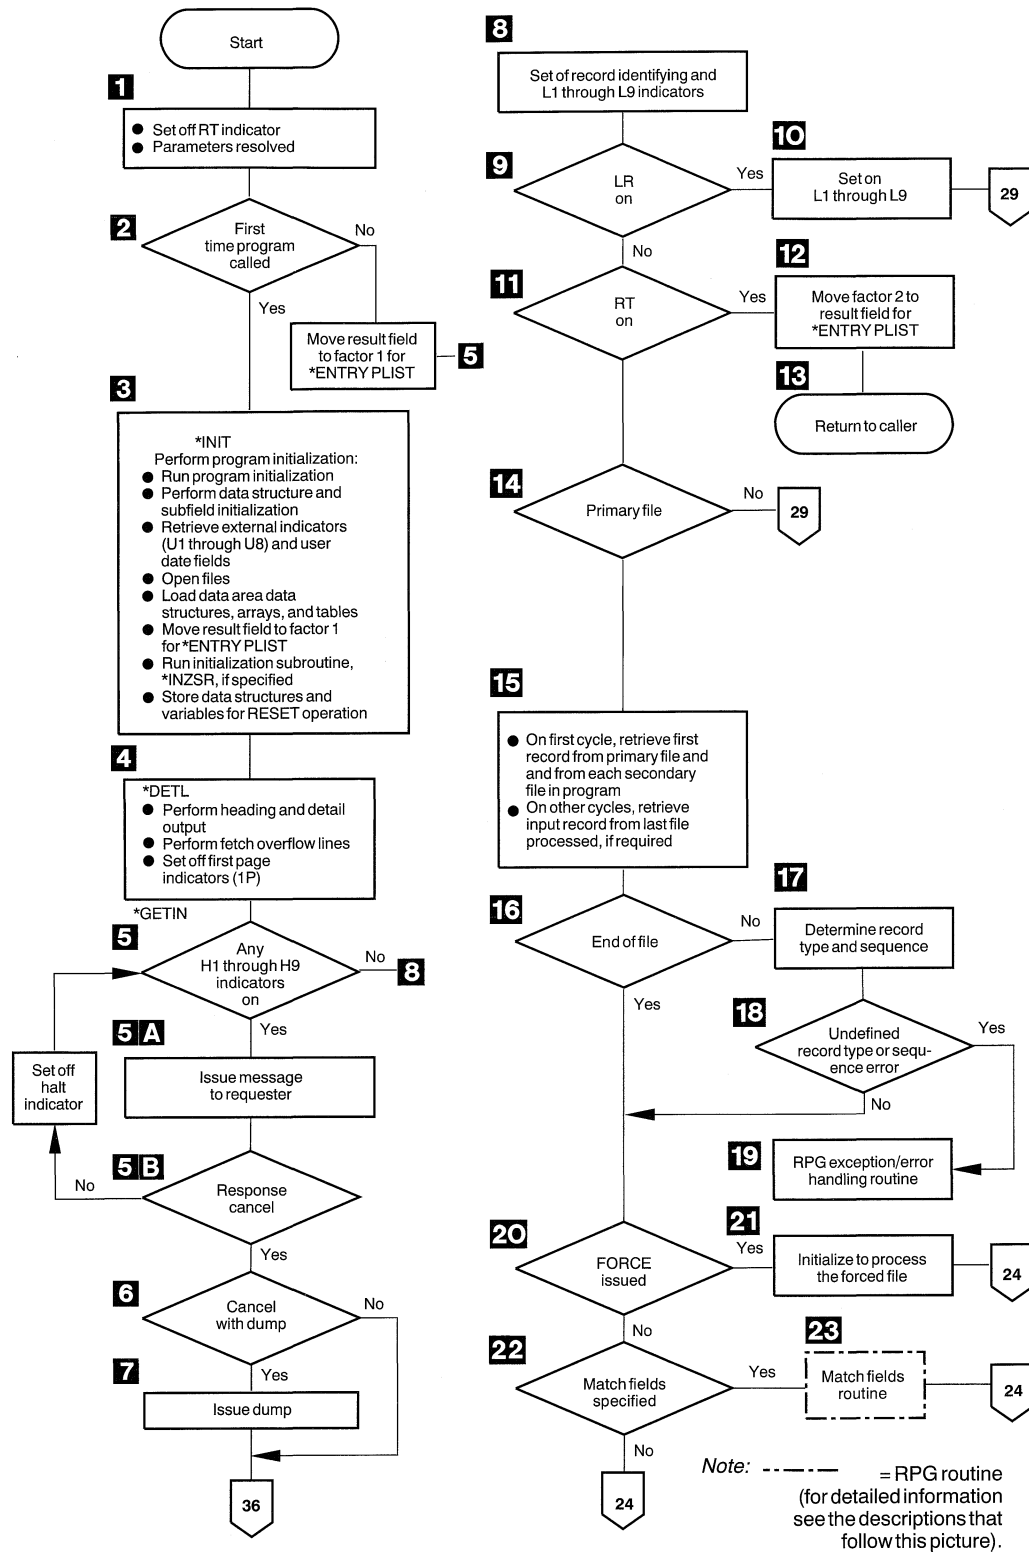 Start
1
● Set off RT indicator
● Parameters resolved
2
First
time program
called
No
Yes
Move result field
to factor 1 for
*ENTRY PLIST
5
3
*INIT
Perform program initialization:
● Run program initialization
● Perform data structure and
subfield initialization
● Retrieve external indicators
(U1 through U8) and user
date fields
● Open files
● Load data area data
structures, arrays, and tables
● Move result field to factor 1
for *ENTRY PLIST
● Run initialization subroutine,
*INZSR, if specified
● Store data structures and
variables for RESET operation
4
*DETL
● Perform heading and detail
output
● Perform fetch overflow lines
● Set off first page
indicators (1P)
*GETIN
5
Any
H1 through H9
indicators
on
No
8
Yes
5 A
Issue message
to requester
Set off
halt
indicator
5 B
No
Response
cancel
Yes
6
Cancel
with dump
No
Yes
7
Issue dump
36
8
Set of record identifying and
L1 through L9 indicators
9
LR
on
Yes
10
Set on
L1 through L9
29
No
11
RT
on
Yes
12
Move factor 2 to
result field for
*ENTRY PLIST
13
Return to caller
14
Primary file
No
29
15
● On first cycle, retrieve first
record from primary file and
and from each secondary
file in program
● On other cycles, retrieve
input record from last file
processed, if required
16
End of file
No
17
Determine record
type and sequence
Yes
18
Undefined
record type or sequ-
ence error
Yes
No
19
RPG exception/error
handling routine
20
FORCE
issued
Yes
21
Initialize to process
the forced file
24
No
22
Match fields
specified
Yes
23
Match fields
routine
24
No
24
Note:
= RPG routine
(for detailed information
see the descriptions that
follow this picture).